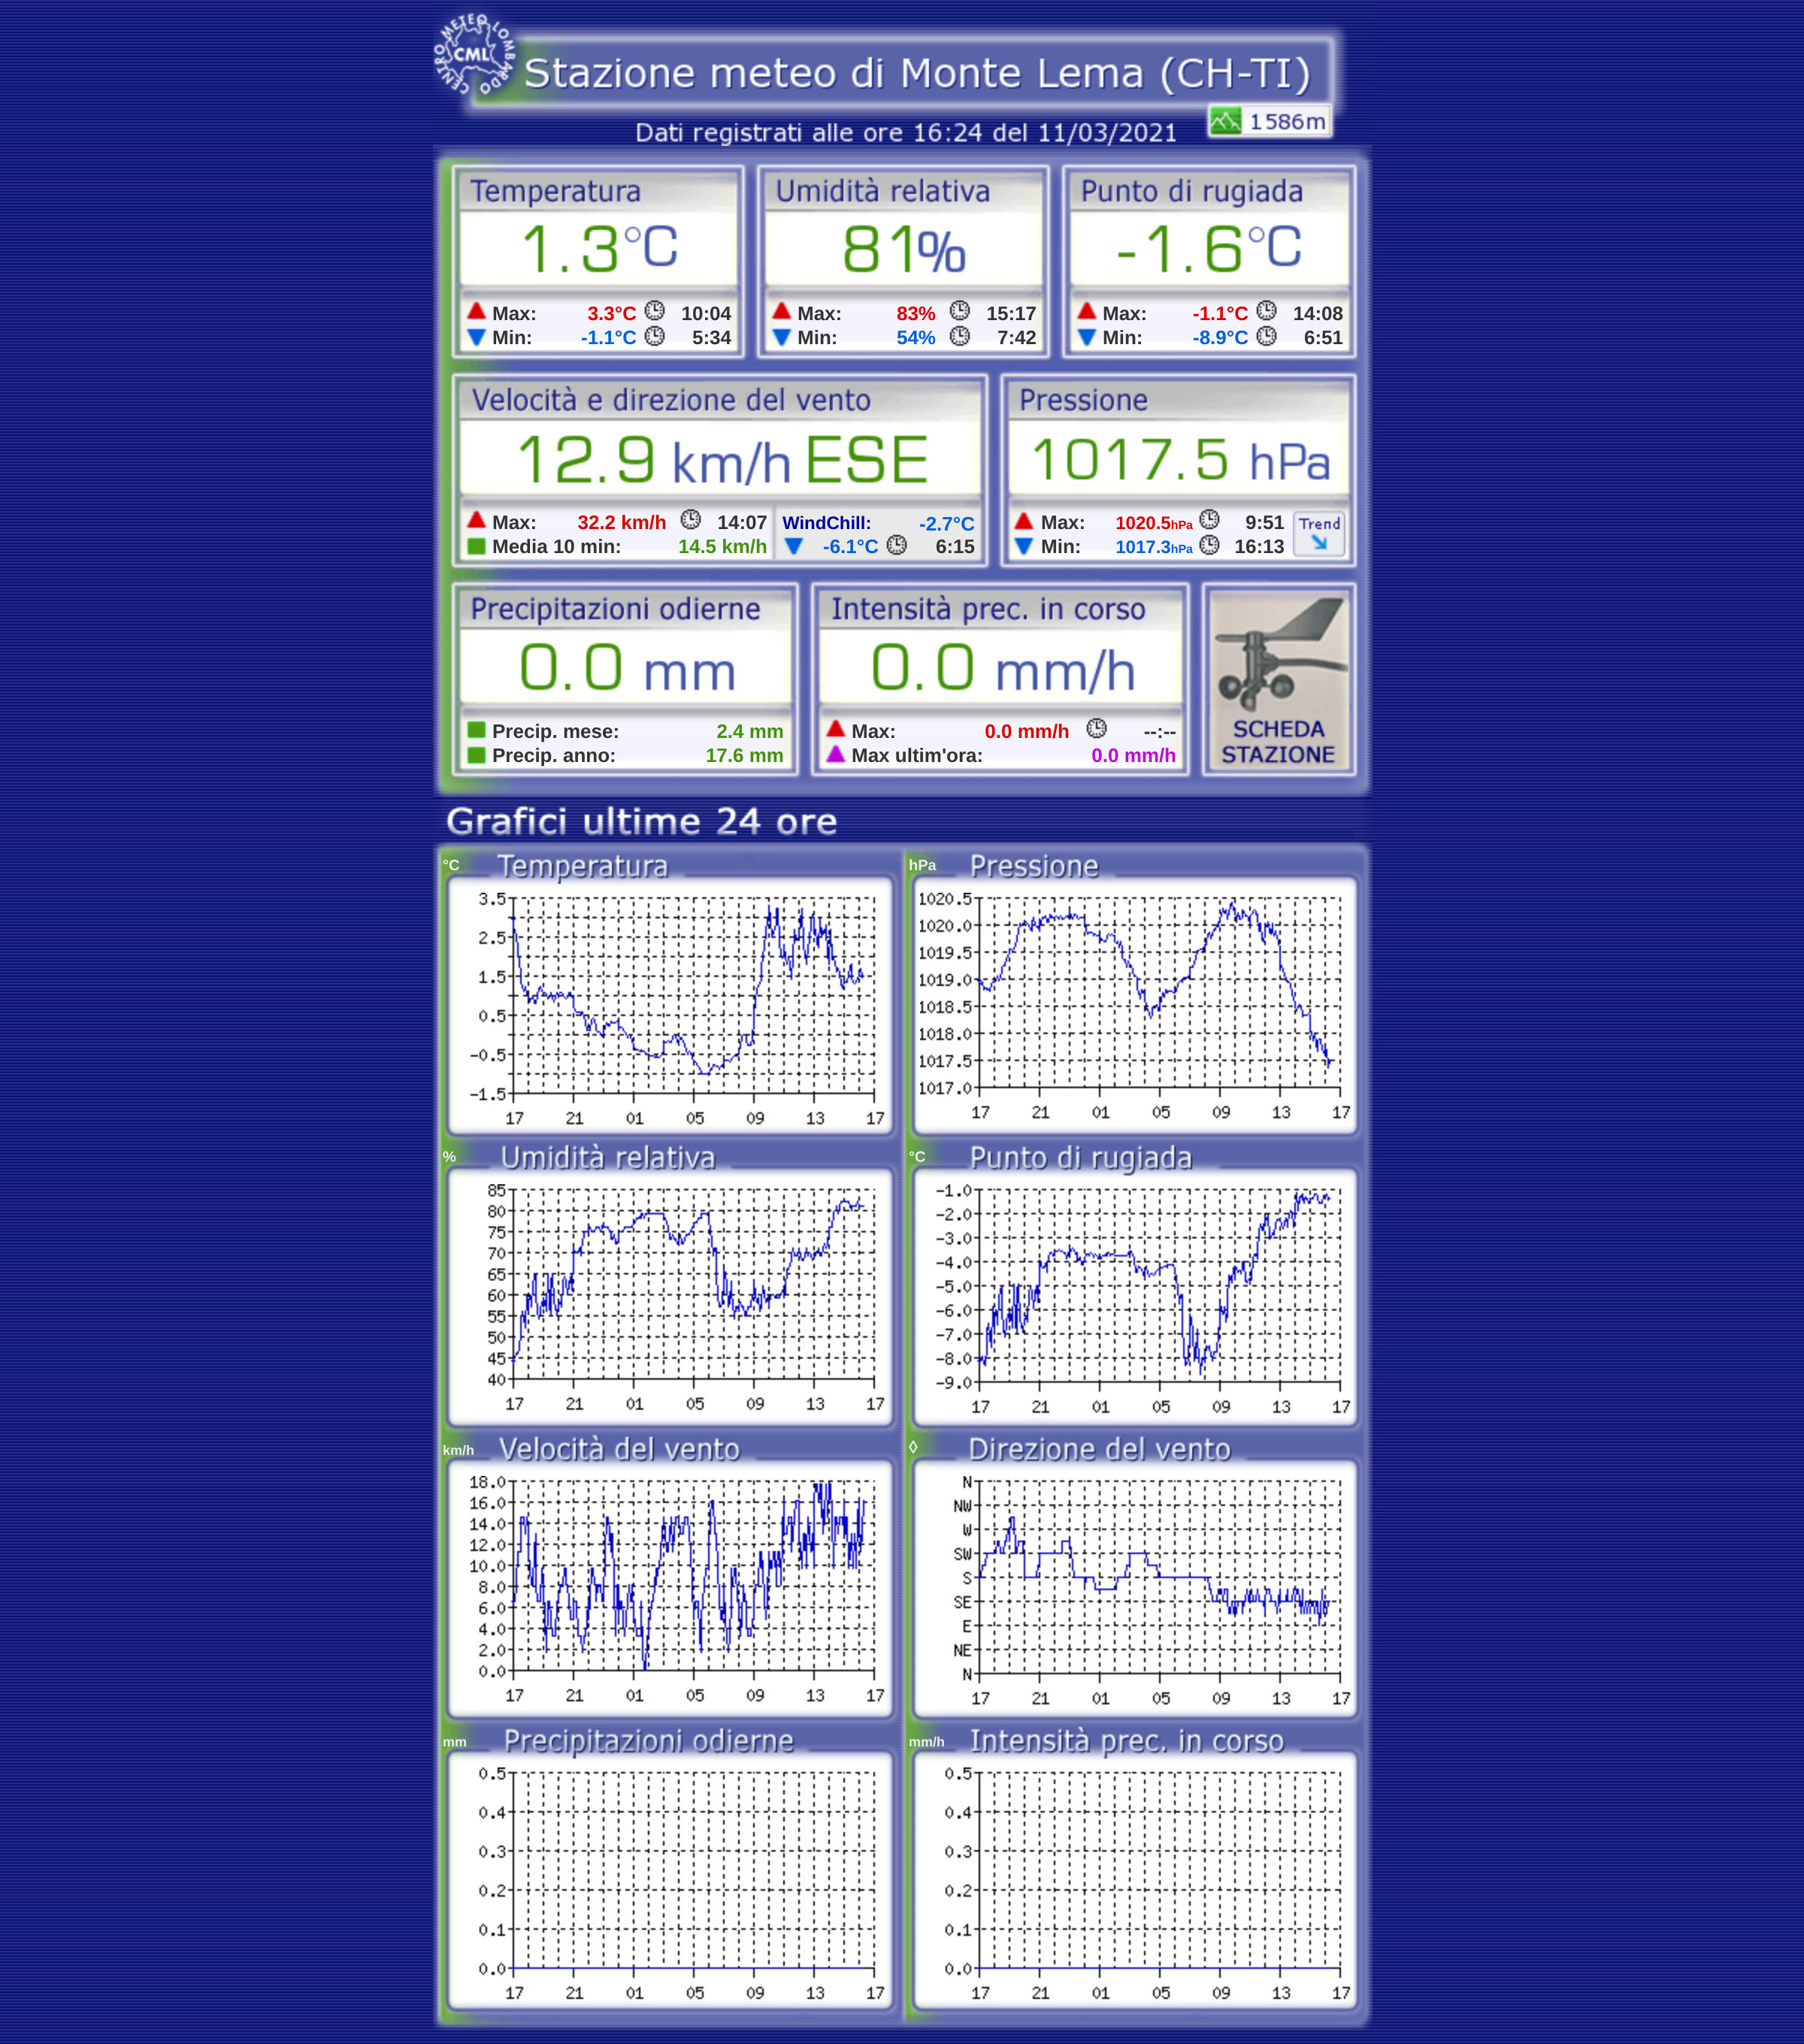 CENTRO METEO LOMBARDO
CML
Stazione meteo di Monte Lema (CH-TI)
1586m
Dati registrati alle ore 16:24 del 11/03/2021
Temperatura
1.3°C
Max: 3.3°C 10:04
Min: -1.1°C 5:34
Umidità relativa
81%
Max: 83% 15:17
Min: 54% 7:42
Punto di rugiada
-1.6°C
Max: -1.1°C 14:08
Min: -8.9°C 6:51
Velocità e direzione del vento
12.9 km/h ESE
Max: 32.2 km/h 14:07
Media 10 min: 14.5 km/h
WindChill: -2.7°C
-6.1°C 6:15
Pressione
1017.5 hPa
Max: 1020.5hPa 9:51
Min: 1017.3hPa 16:13
Trend
Precipitazioni odierne
0.0 mm
Precip. mese: 2.4 mm
Precip. anno: 17.6 mm
Intensità prec. in corso
0.0 mm/h
Max: 0.0 mm/h --:--
Max ultim'ora: 0.0 mm/h
SCHEDA
STAZIONE
Grafici ultime 24 ore
°C Temperatura
3.5
2.5
1.5
0.5
-0.5
-1.5
17 21 01 05 09 13 17
hPa Pressione
1020.5
1020.0
1019.5
1019.0
1018.5
1018.0
1017.5
1017.0
17 21 01 05 09 13 17
% Umidità relativa
85
80
75
70
65
60
55
50
45
40
17 21 01 05 09 13 17
°C Punto di rugiada
-1.0
-2.0
-3.0
-4.0
-5.0
-6.0
-7.0
-8.0
-9.0
17 21 01 05 09 13 17
km/h Velocità del vento
18.0
16.0
14.0
12.0
10.0
8.0
6.0
4.0
2.0
0.0
17 21 01 05 09 13 17
◊ Direzione del vento
N
NW
W
SW
S
SE
E
NE
N
17 21 01 05 09 13 17
mm Precipitazioni odierne
0.5
0.4
0.3
0.2
0.1
0.0
17 21 01 05 09 13 17
mm/h Intensità prec. in corso
0.5
0.4
0.3
0.2
0.1
0.0
17 21 01 05 09 13 17